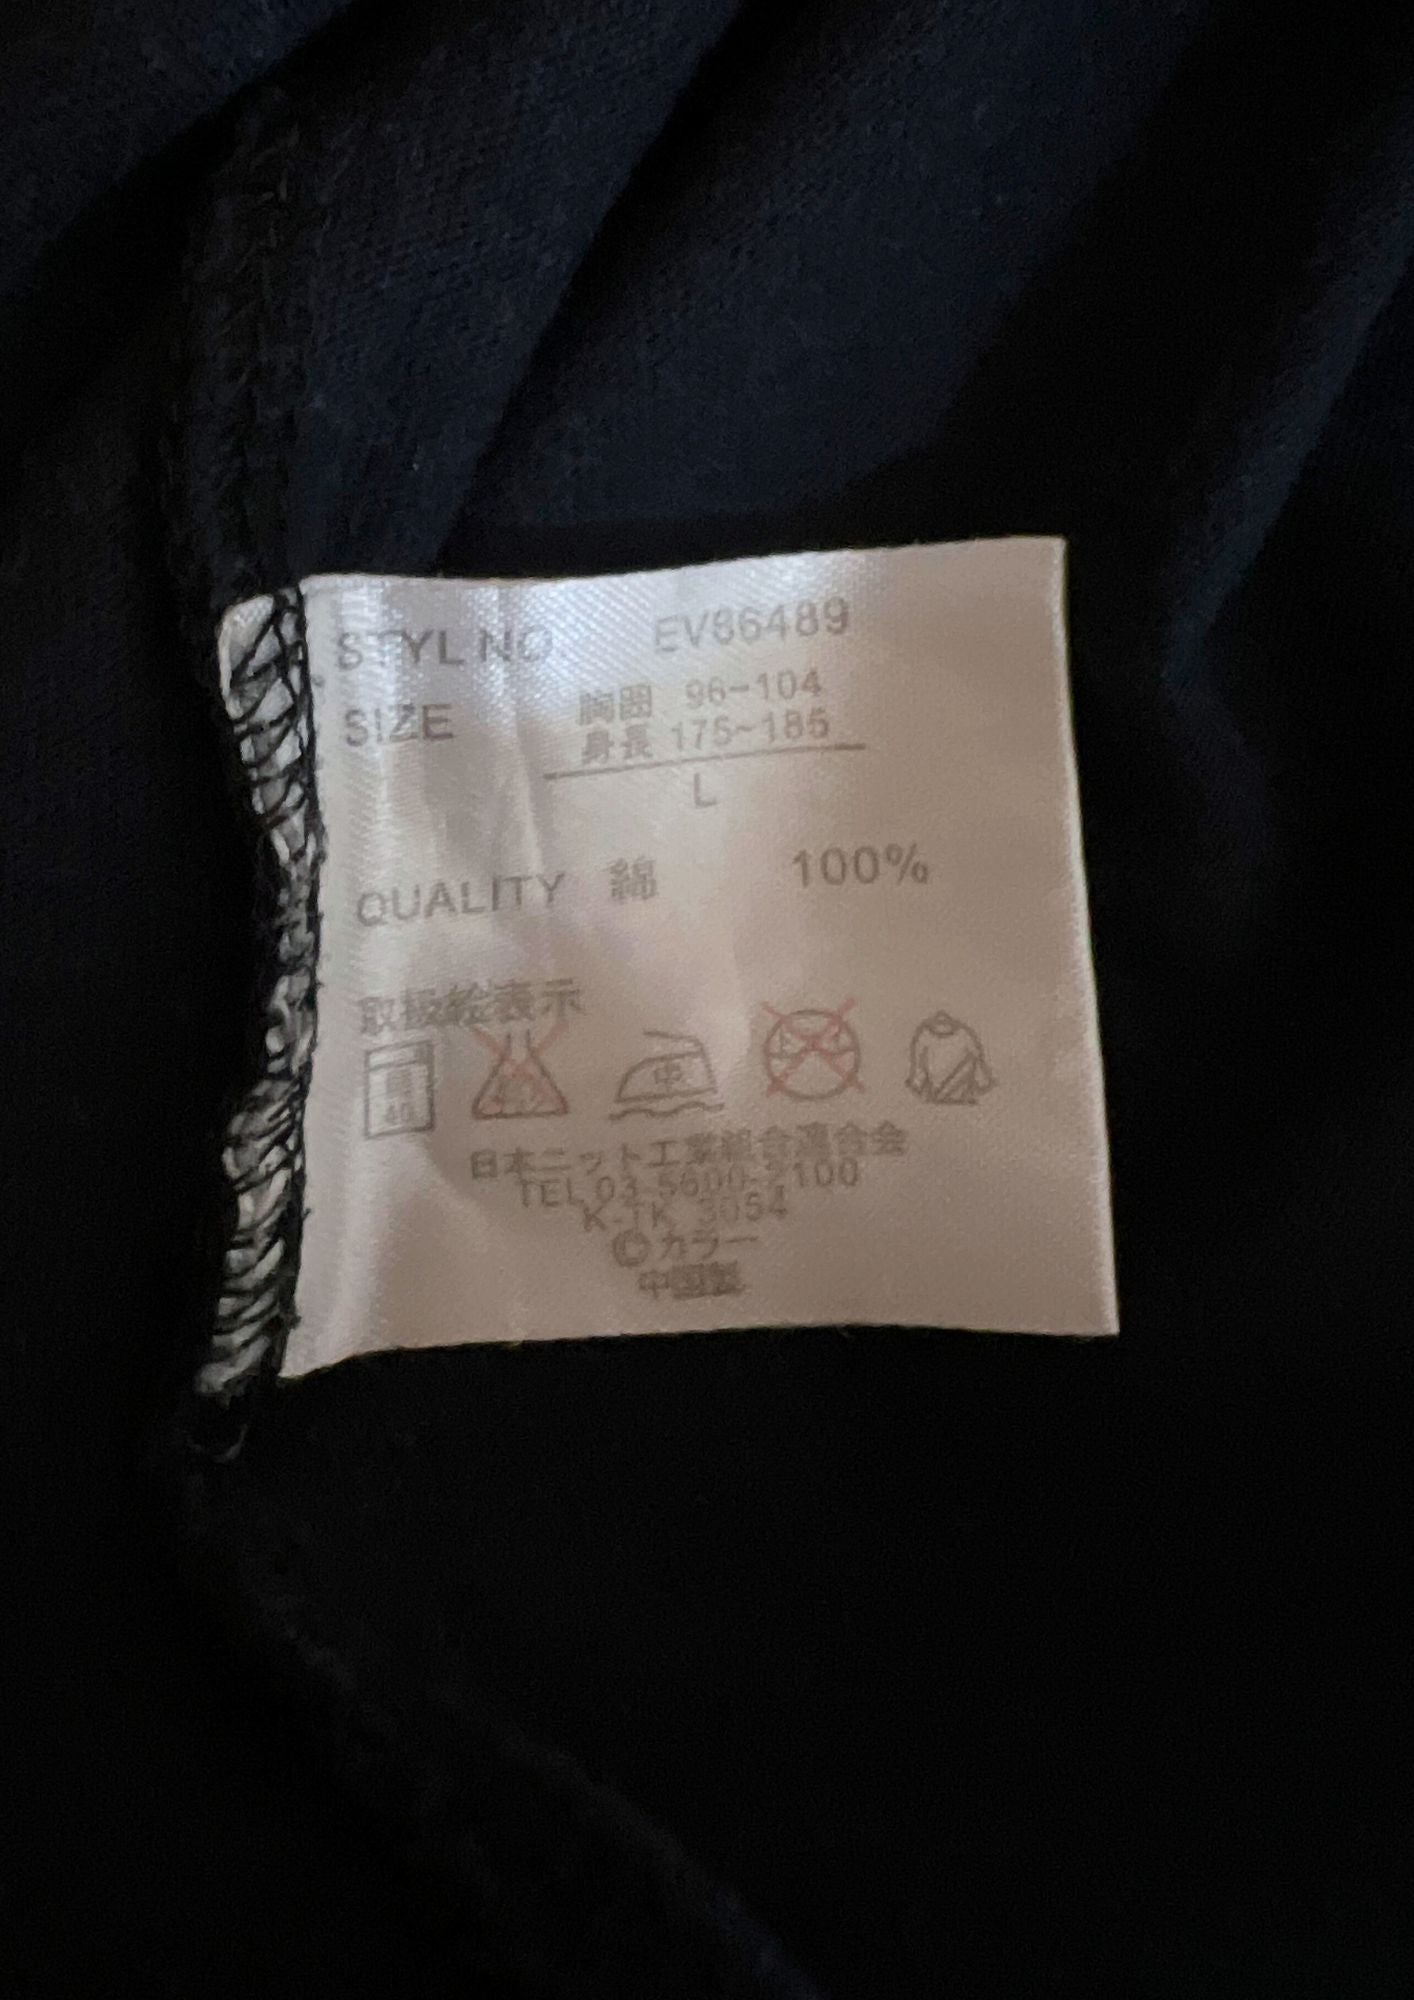 STYL NO EV86489
SIZE 胸囲 96-104
身長 175-185
L
QUALITY 綿 100%
取扱絵表示
40 中
日本ニット工業組合連合会
TEL 03-5600-2100
K-TK 3054
©カラー
中国製